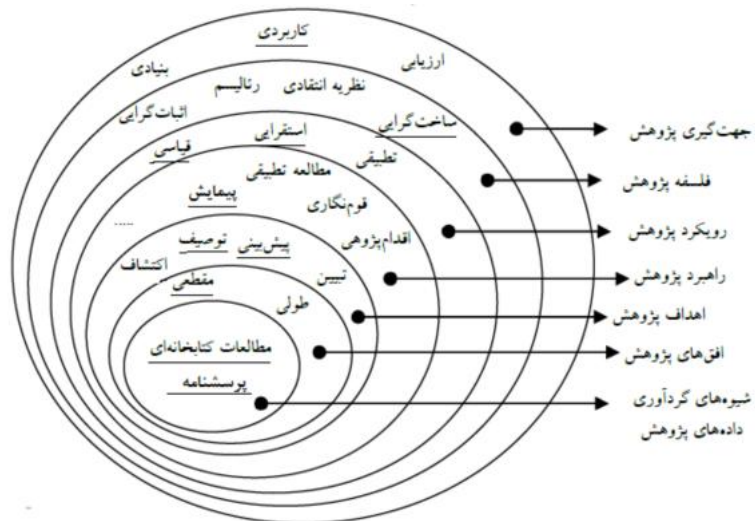 کاربردی
ارزیابی
بنیادی
نظریه انتقادی
رئالیسم
اثبات‌گرایی
ساخت‌گرایی
استقرایی
قیاسی
تطبیقی
مطالعه تطبیقی
پیمایش
قوم‌نگاری
.....
اقدام‌پژوهی
پیش‌بینی
توصیف
اکتشاف
تبیین
مقطعی
طولی
مطالعات کتابخانه‌ای
پرسشنامه
جهت‌گیری پژوهش
فلسفه پژوهش
رویکرد پژوهش
راهبرد پژوهش
اهداف پژوهش
افق‌های پژوهش
شیوه‌های گردآوری
داده‌های پژوهش